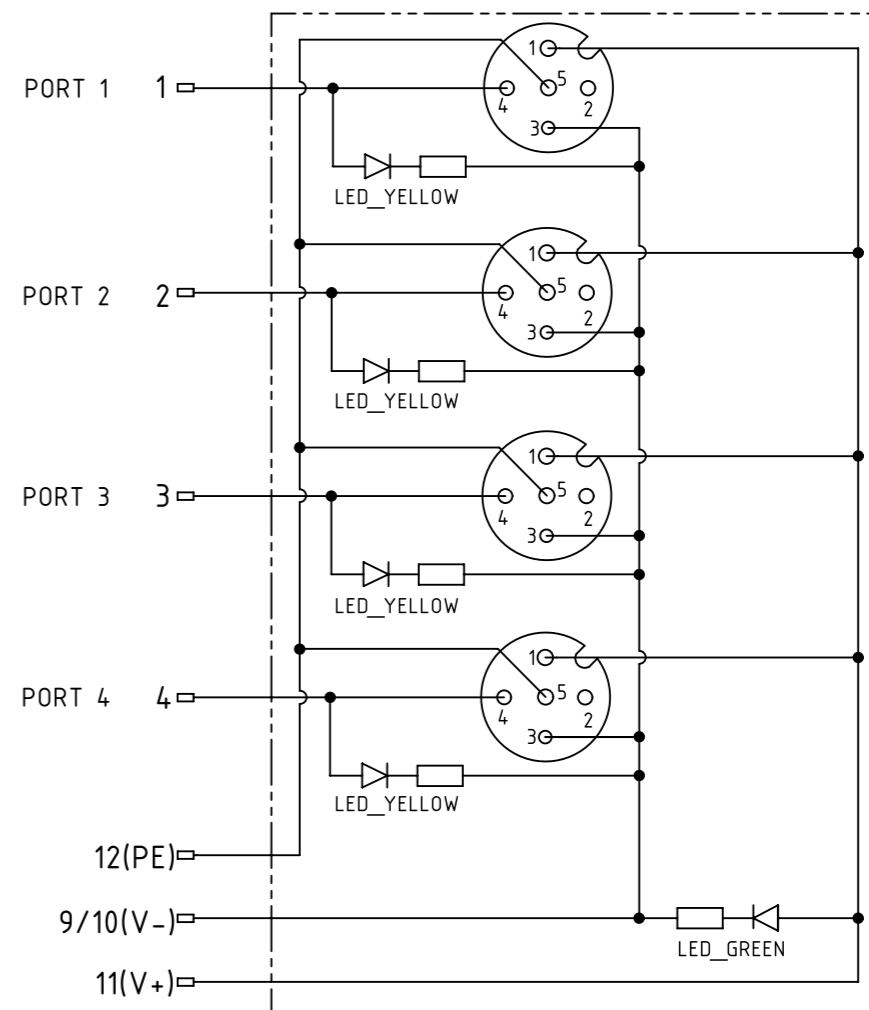 1
PORT 1 1
5
4
2
3
LED_YELLOW
1
PORT 2 2
5
4
2
3
LED_YELLOW
1
PORT 3 3
5
4
2
3
LED_YELLOW
1
PORT 4 4
5
4
2
3
LED_YELLOW
12(PE)
9/10(V-)
LED_GREEN
11(V+)